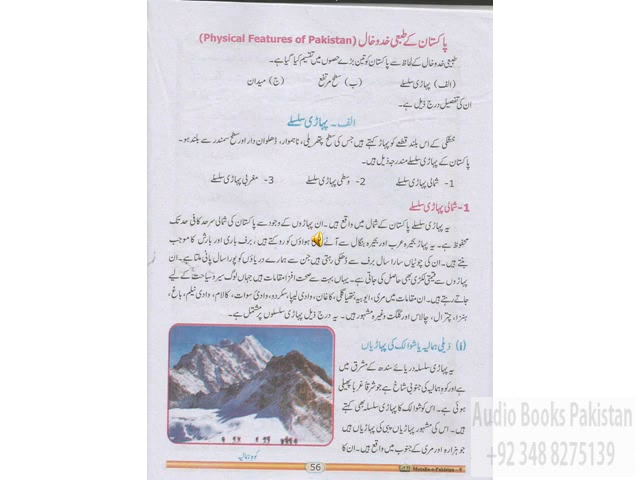 پاکستان کے طبعی خدوخال (Physical Features of Pakistan)
طبعی خدوخال کے لحاظ سے پاکستان کو تین بڑے حصوں میں تقسیم کیا گیا ہے۔
(الف) پہاڑی سلسلے (ب) سطح مرتفع (ج) میدان
ان کی تفصیل درج ذیل ہے۔
الف۔ پہاڑی سلسلے
خشکی کے اس بلند قطعے کو پہاڑ کہتے ہیں جس کی سطح پتھریلی، ناہموار، ڈھلوان دار اور سطح سمندر سے بلند ہو۔
پاکستان کے پہاڑی سلسلے مندرجہ ذیل ہیں۔
1- شمالی پہاڑی سلسلے 2- وسطی پہاڑی سلسلے 3- مغربی پہاڑی سلسلے
1- شمالی پہاڑی سلسلے
یہ پہاڑی سلسلے پاکستان کے شمال میں واقع ہیں۔ ان پہاڑوں کے وجود سے پاکستان کی شمالی سرحد کافی حد تک
محفوظ ہے۔ یہ پہاڑ بحیرہ عرب اور بحیرہ بنگال سے آنے ہواؤں کو روکتے ہیں، برف باری اور بارش کا موجب
بنتے ہیں۔ ان کی چوٹیاں سارا سال برف سے ڈھکی رہتی ہیں جن سے ہمارے دریاؤں کو پورا سال پانی ملتا ہے۔ ان
پہاڑوں سے قیمتی لکڑی بھی حاصل کی جاتی ہے۔ یہاں بہت سے صحت افزا مقامات ہیں جہاں لوگ سیر و سیاحت کے لیے
جاتے رہتے ہیں۔ ان مقامات میں مری، ایوبیہ، نتھیا گلی، کاغان، وادی لیپا، سکردو، وادی سوات، کالام، وادی نیلم، باغ،
ہنزا، چترال، چالاس اور گلگت وغیرہ مشہور ہیں۔ یہ درج ذیل پہاڑی سلسلوں پر مشتمل ہے۔
(i) ذیلی ہمالیہ یا شوالک کی پہاڑیاں
یہ پہاڑی سلسلہ دریائے سندھ کے مشرق میں
ہے اور کوہ ہمالیہ کی جنوبی شاخ ہے جو شرقاً غرباً پھیلی
ہوئی ہے۔ اس کو شوالک کا پہاڑی سلسلہ بھی کہتے
ہیں۔ اس کی مشہور پہاڑیاں پبی کی پہاڑیاں ہیں
جو ہزارہ اور مری کے جنوب میں واقع ہیں۔ ان کا
کوہ ہمالیہ
56
Mutalia-e-Pakistan - 9
Audio Books Pakistan
+92 348 8275139